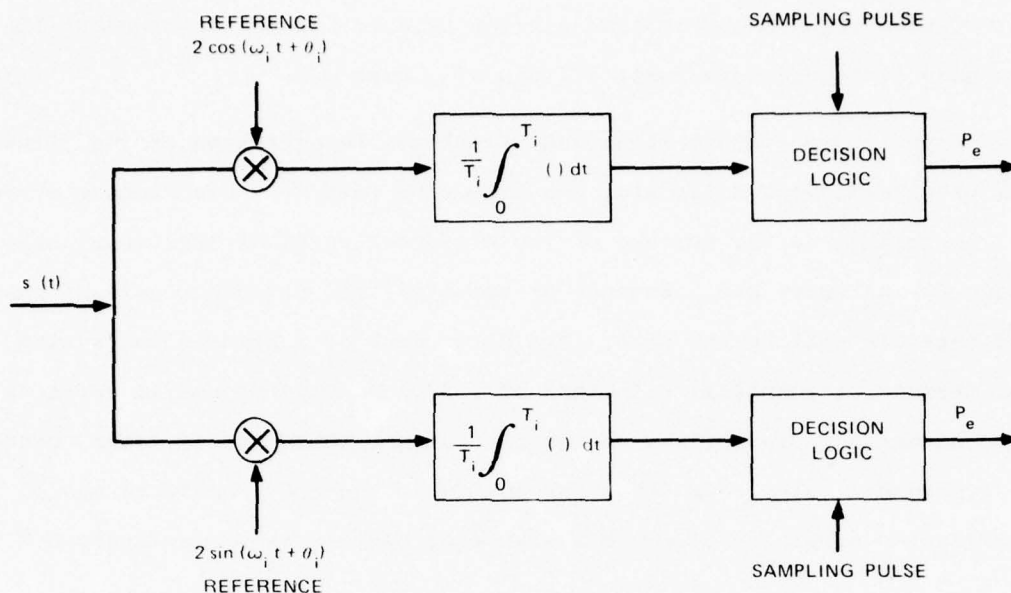 REFERENCE
2 cos (ω_i t + θ_i)
SAMPLING PULSE
1/T_i ∫_0^T_i ( ) dt
DECISION
LOGIC
P_e
s (t)
1/T_i ∫_0^T_i ( ) dt
DECISION
LOGIC
P_e
2 sin (ω_i t + θ_i)
REFERENCE
SAMPLING PULSE